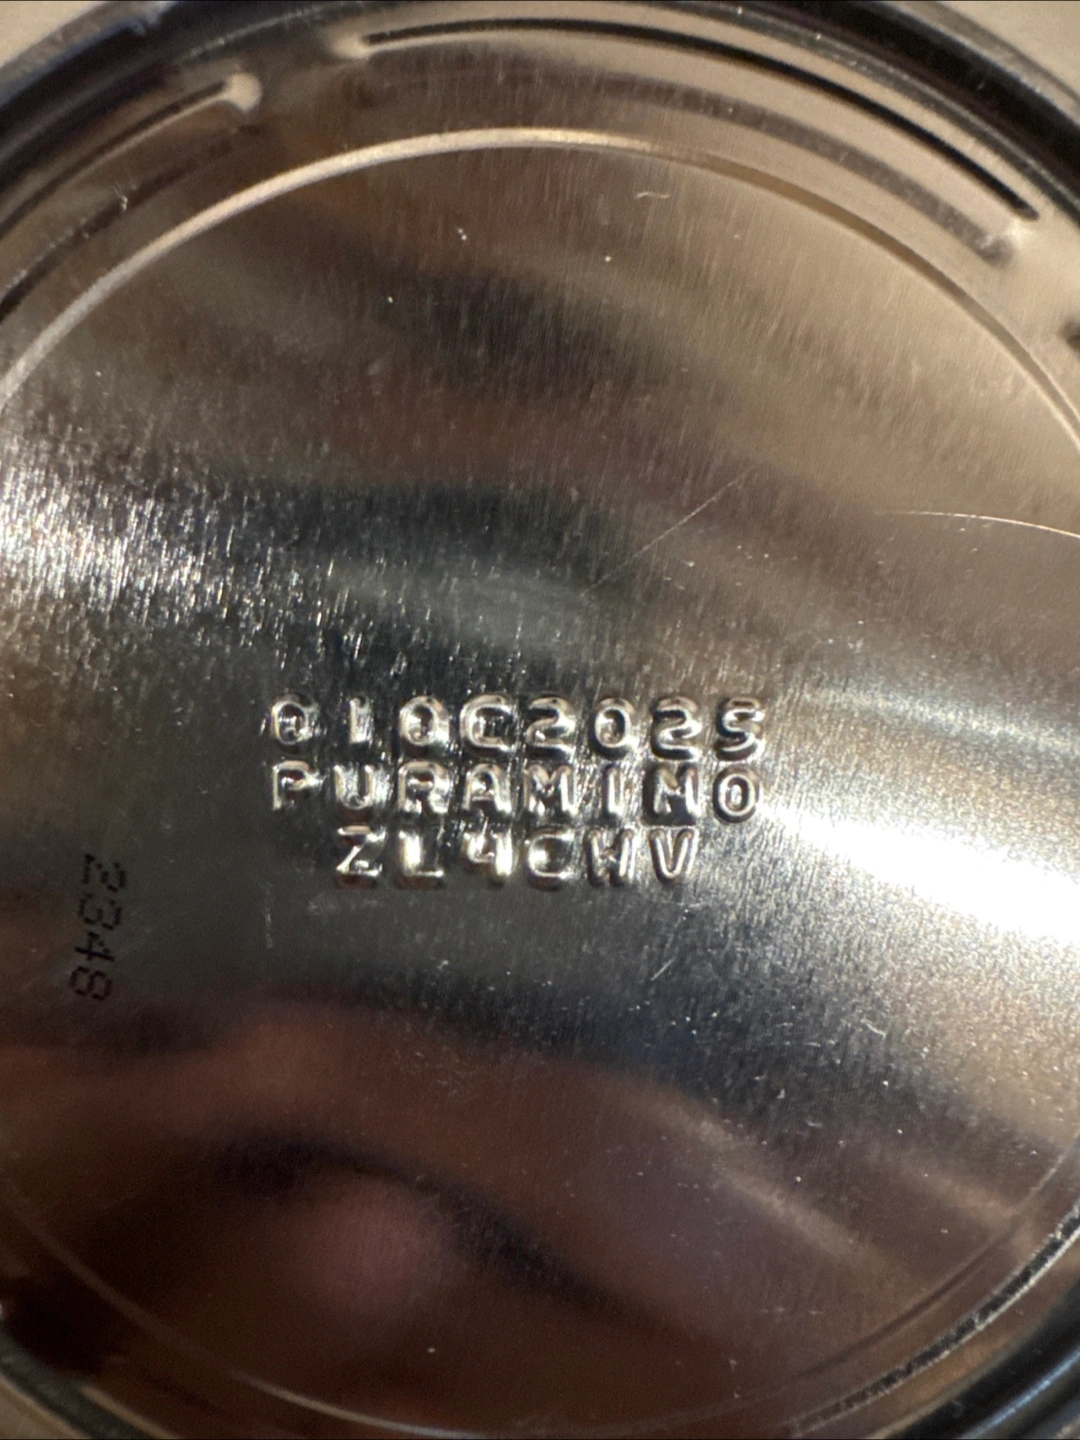 01OC2025
PURAMINO
ZL4CHV
2348